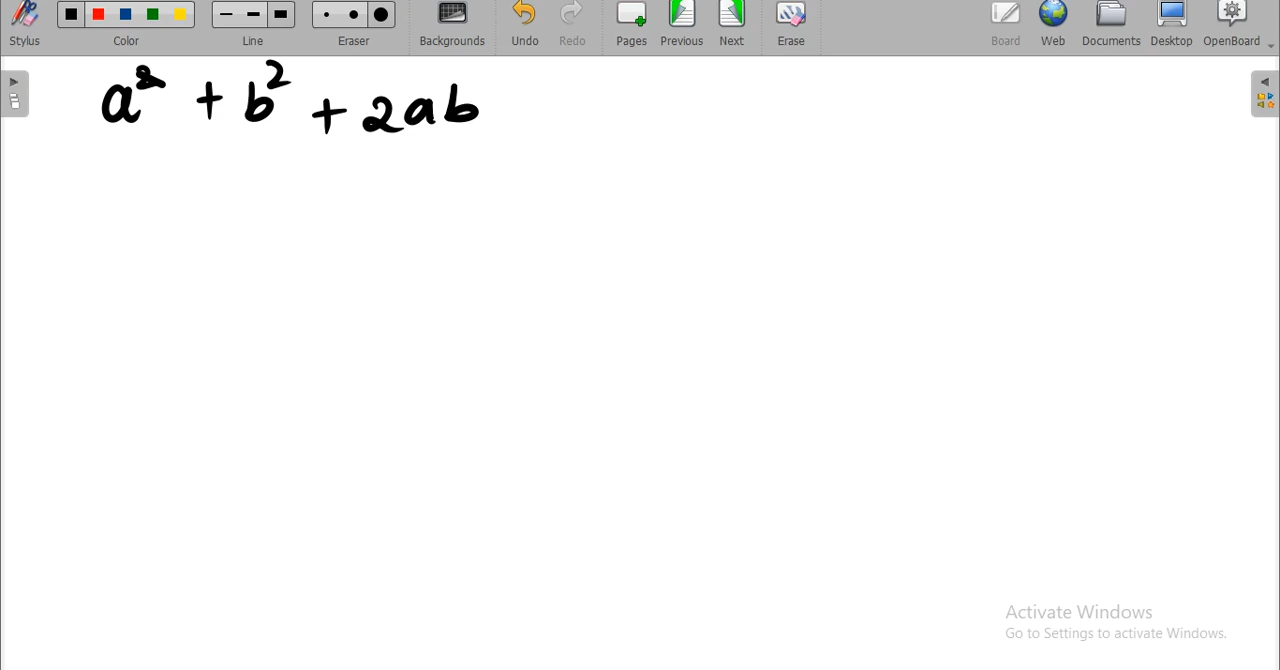 Stylus Color Line Eraser Backgrounds Undo Redo Pages Previous Next Erase Board Web Documents Desktop OpenBoard
a² + b² + 2ab
Activate Windows
Go to Settings to activate Windows.